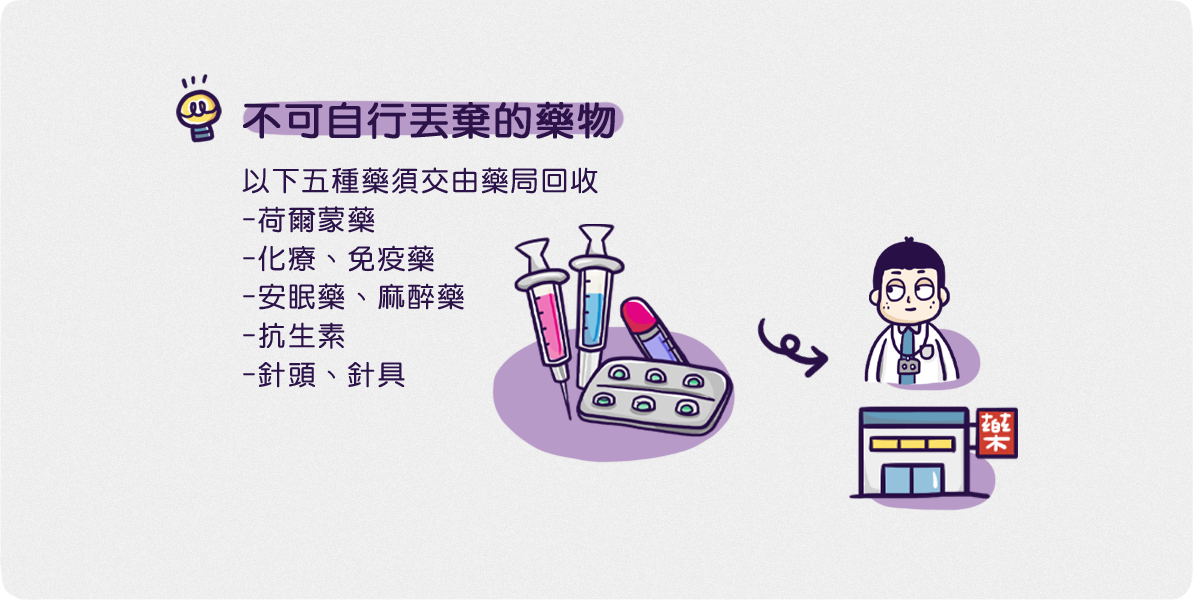 不可自行丟棄的藥物
以下五種藥須交由藥局回收
-荷爾蒙藥
-化療、免疫藥
-安眠藥、麻醉藥
-抗生素
-針頭、針具
藥